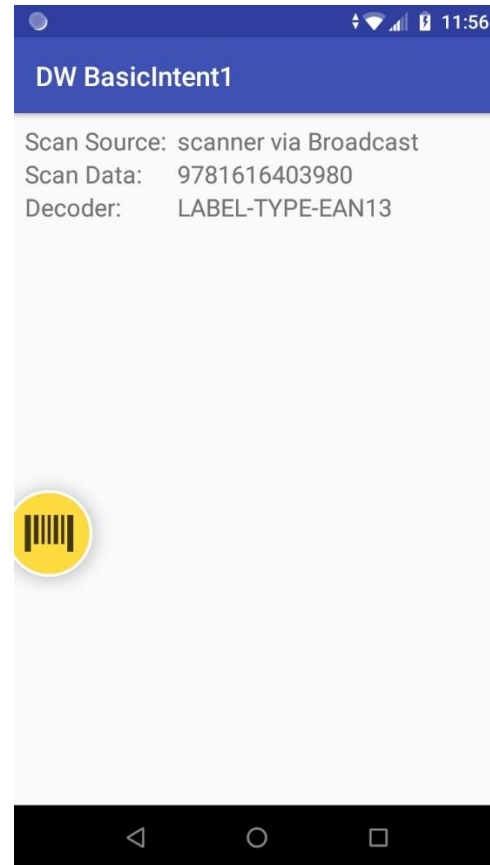 11:56
DW BasicIntent1
Scan Source: scanner via Broadcast
Scan Data: 9781616403980
Decoder: LABEL-TYPE-EAN13